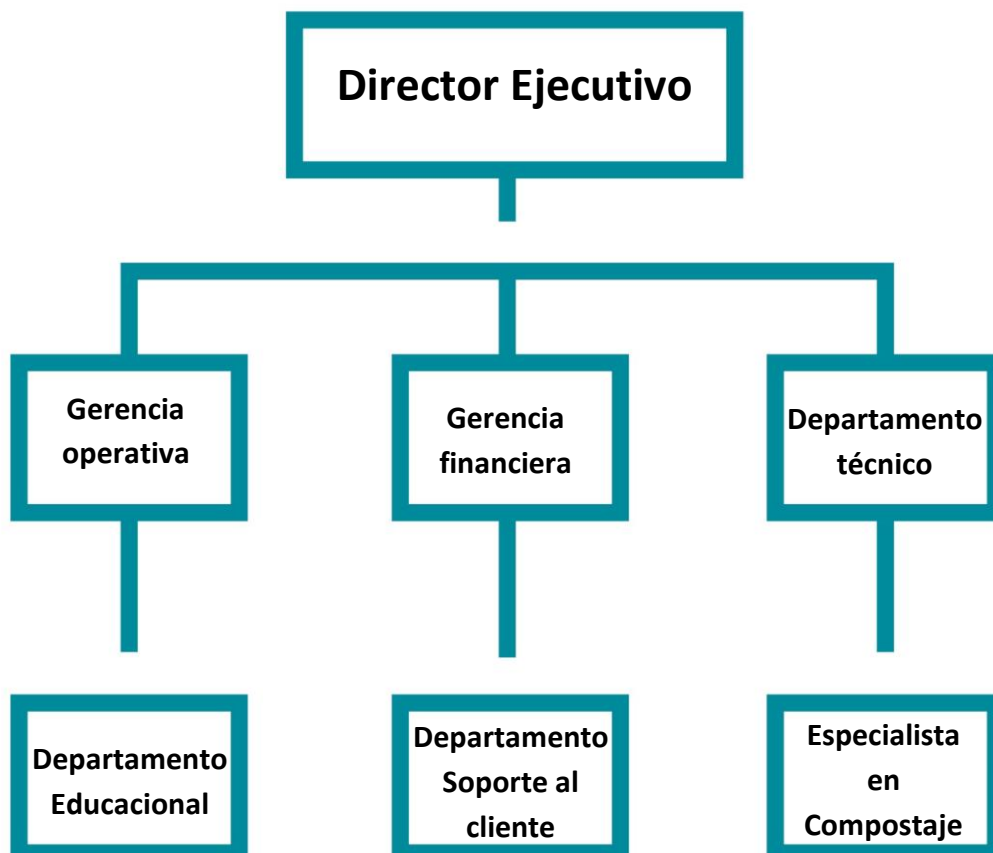 Director Ejecutivo
Gerencia
operativa
Gerencia
financiera
Departamento
técnico
Departamento
Educacional
Departamento
Soporte al
cliente
Especialista
en
Compostaje